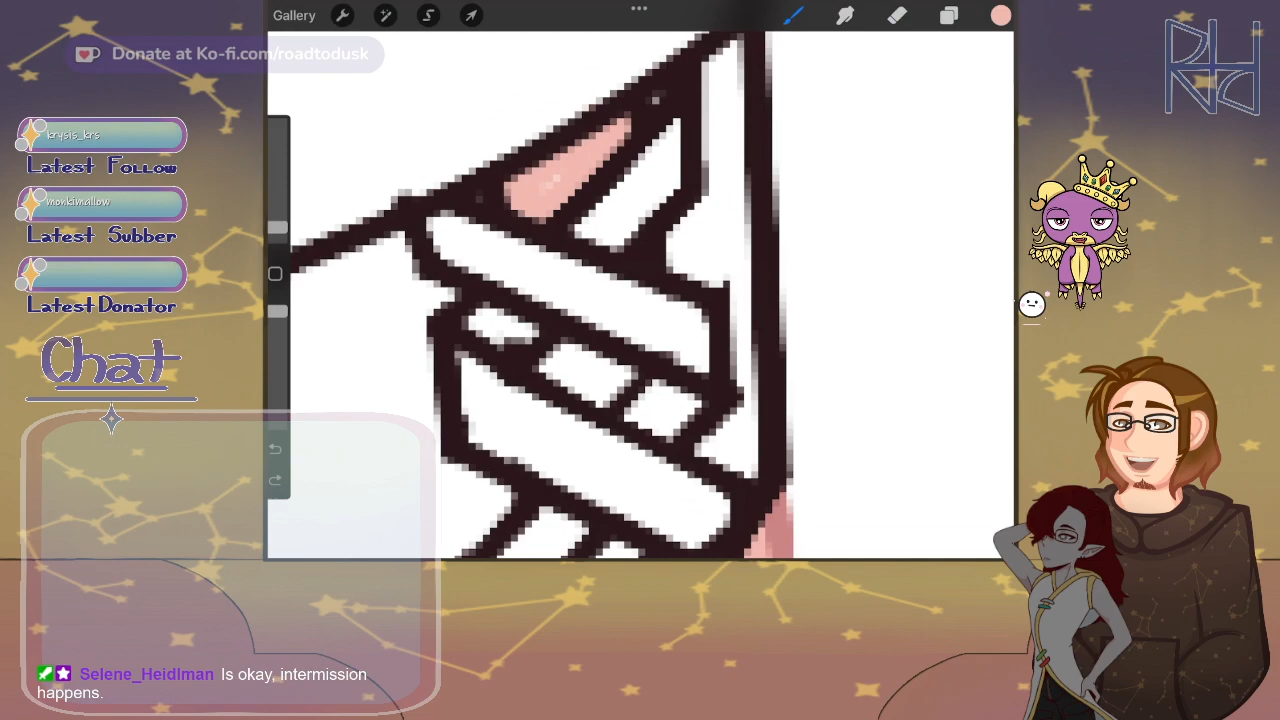 Gallery
Donate at Ko-fi.com/roadtodusk
krysis_krs
Latest Follow
monkimallow
Latest Subber
Latest Donator
Chat
Selene_Heidlman Is okay, intermission
happens.